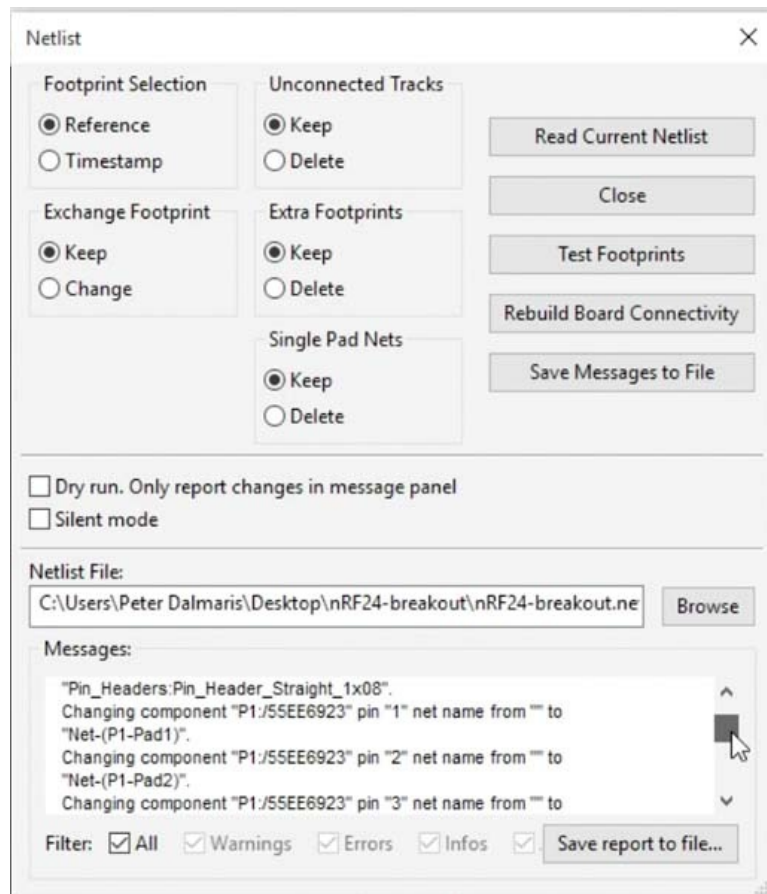 Netlist
Footprint Selection
Reference
Timestamp
Unconnected Tracks
Keep
Delete
Read Current Netlist
Close
Exchange Footprint
Keep
Change
Extra Footprints
Keep
Delete
Test Footprints
Rebuild Board Connectivity
Single Pad Nets
Keep
Delete
Save Messages to File
Dry run. Only report changes in message panel
Silent mode
Netlist File:
C:\Users\Peter Dalmaris\Desktop\nRF24-breakout\nRF24-breakout.ne
Browse
Messages:
"Pin_Headers:Pin_Header_Straight_1x08".
Changing component "P1:/55EE6923" pin "1" net name from "" to
"Net-(P1-Pad1)".
Changing component "P1:/55EE6923" pin "2" net name from "" to
"Net-(P1-Pad2)".
Changing component "P1:/55EE6923" pin "3" net name from "" to
Filter: All Warnings Errors Infos Save report to file...